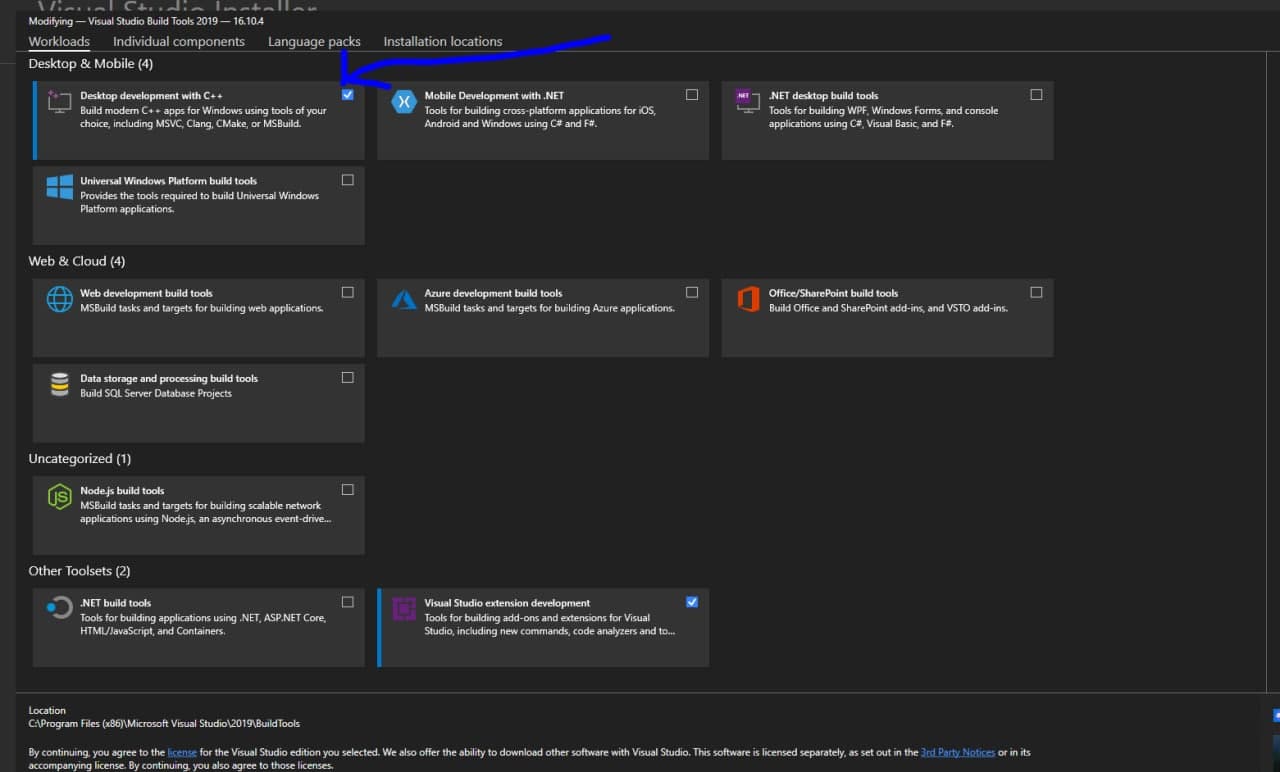 Visual Studio Installer
Modifying — Visual Studio Build Tools 2019 — 16.10.4
Workloads Individual components Language packs Installation locations
Desktop & Mobile (4)
Desktop development with C++
Build modern C++ apps for Windows using tools of your
choice, including MSVC, Clang, CMake, or MSBuild.
Mobile Development with .NET
Tools for building cross-platform applications for iOS,
Android and Windows using C# and F#.
.NET
.NET desktop build tools
Tools for building WPF, Windows Forms, and console
applications using C#, Visual Basic, and F#.
Universal Windows Platform build tools
Provides the tools required to build Universal Windows
Platform applications.
Web & Cloud (4)
Web development build tools
MSBuild tasks and targets for building web applications.
Azure development build tools
MSBuild tasks and targets for building Azure applications.
Office/SharePoint build tools
Build Office and SharePoint add-ins, and VSTO add-ins.
Data storage and processing build tools
Build SQL Server Database Projects
Uncategorized (1)
JS
Node.js build tools
MSBuild tasks and targets for building scalable network
applications using Node.js, an asynchronous event-drive...
Other Toolsets (2)
.NET build tools
Tools for building applications using .NET, ASP.NET Core,
HTML/JavaScript, and Containers.
Visual Studio extension development
Tools for building add-ons and extensions for Visual
Studio, including new commands, code analyzers and to...
Location
C:\Program Files (x86)\Microsoft Visual Studio\2019\BuildTools
By continuing, you agree to the license for the Visual Studio edition you selected. We also offer the ability to download other software with Visual Studio. This software is licensed separately, as set out in the 3rd Party Notices or in its
accompanying license. By continuing, you also agree to those licenses.